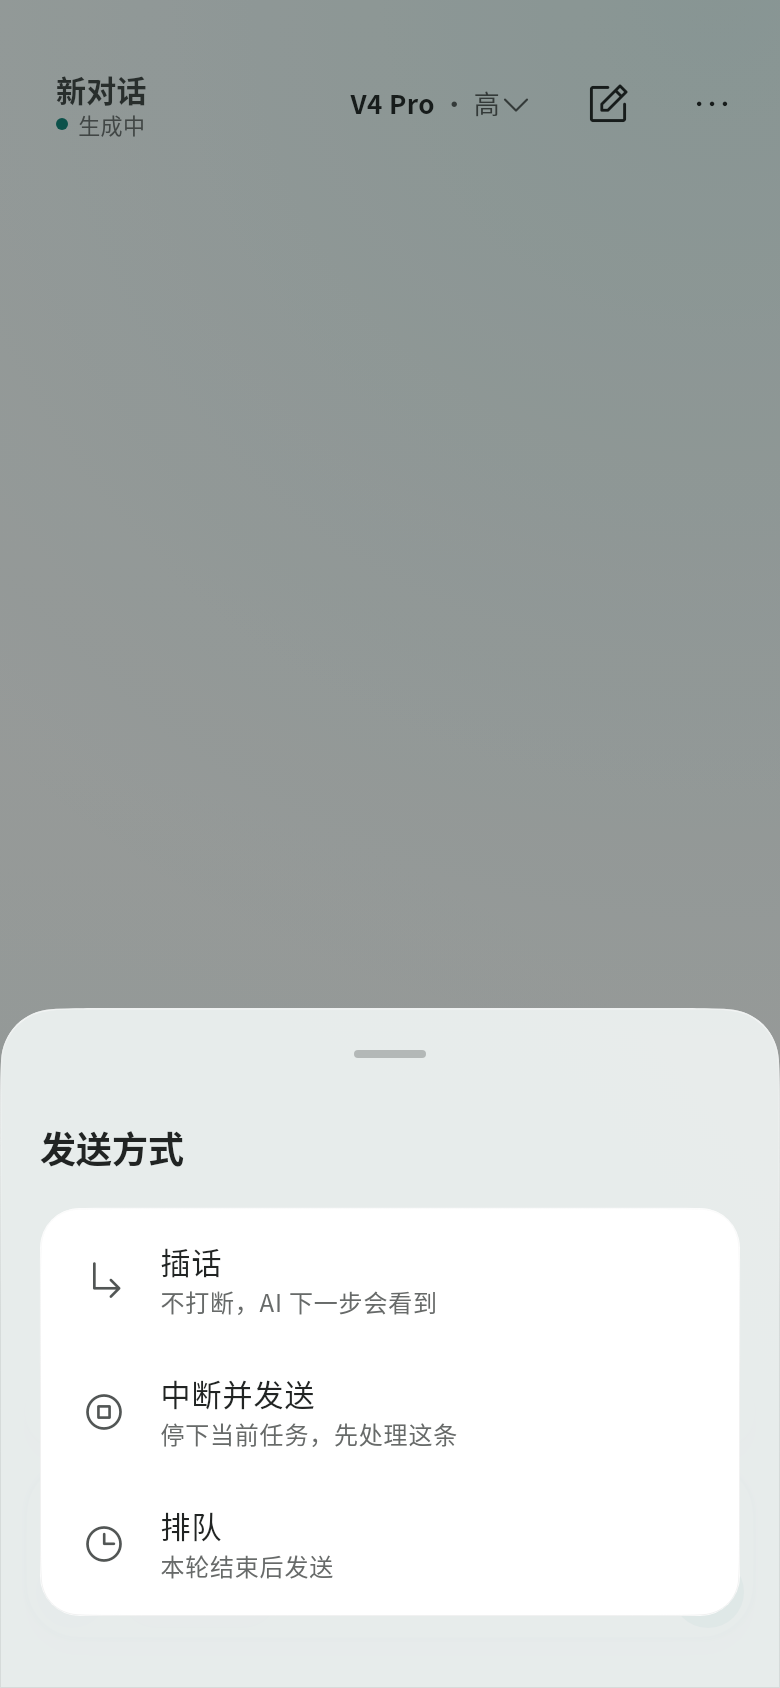 新对话
生成中
V4 Pro · 高
发送方式
插话
不打断，AI 下一步会看到
中断并发送
停下当前任务，先处理这条
排队
本轮结束后发送